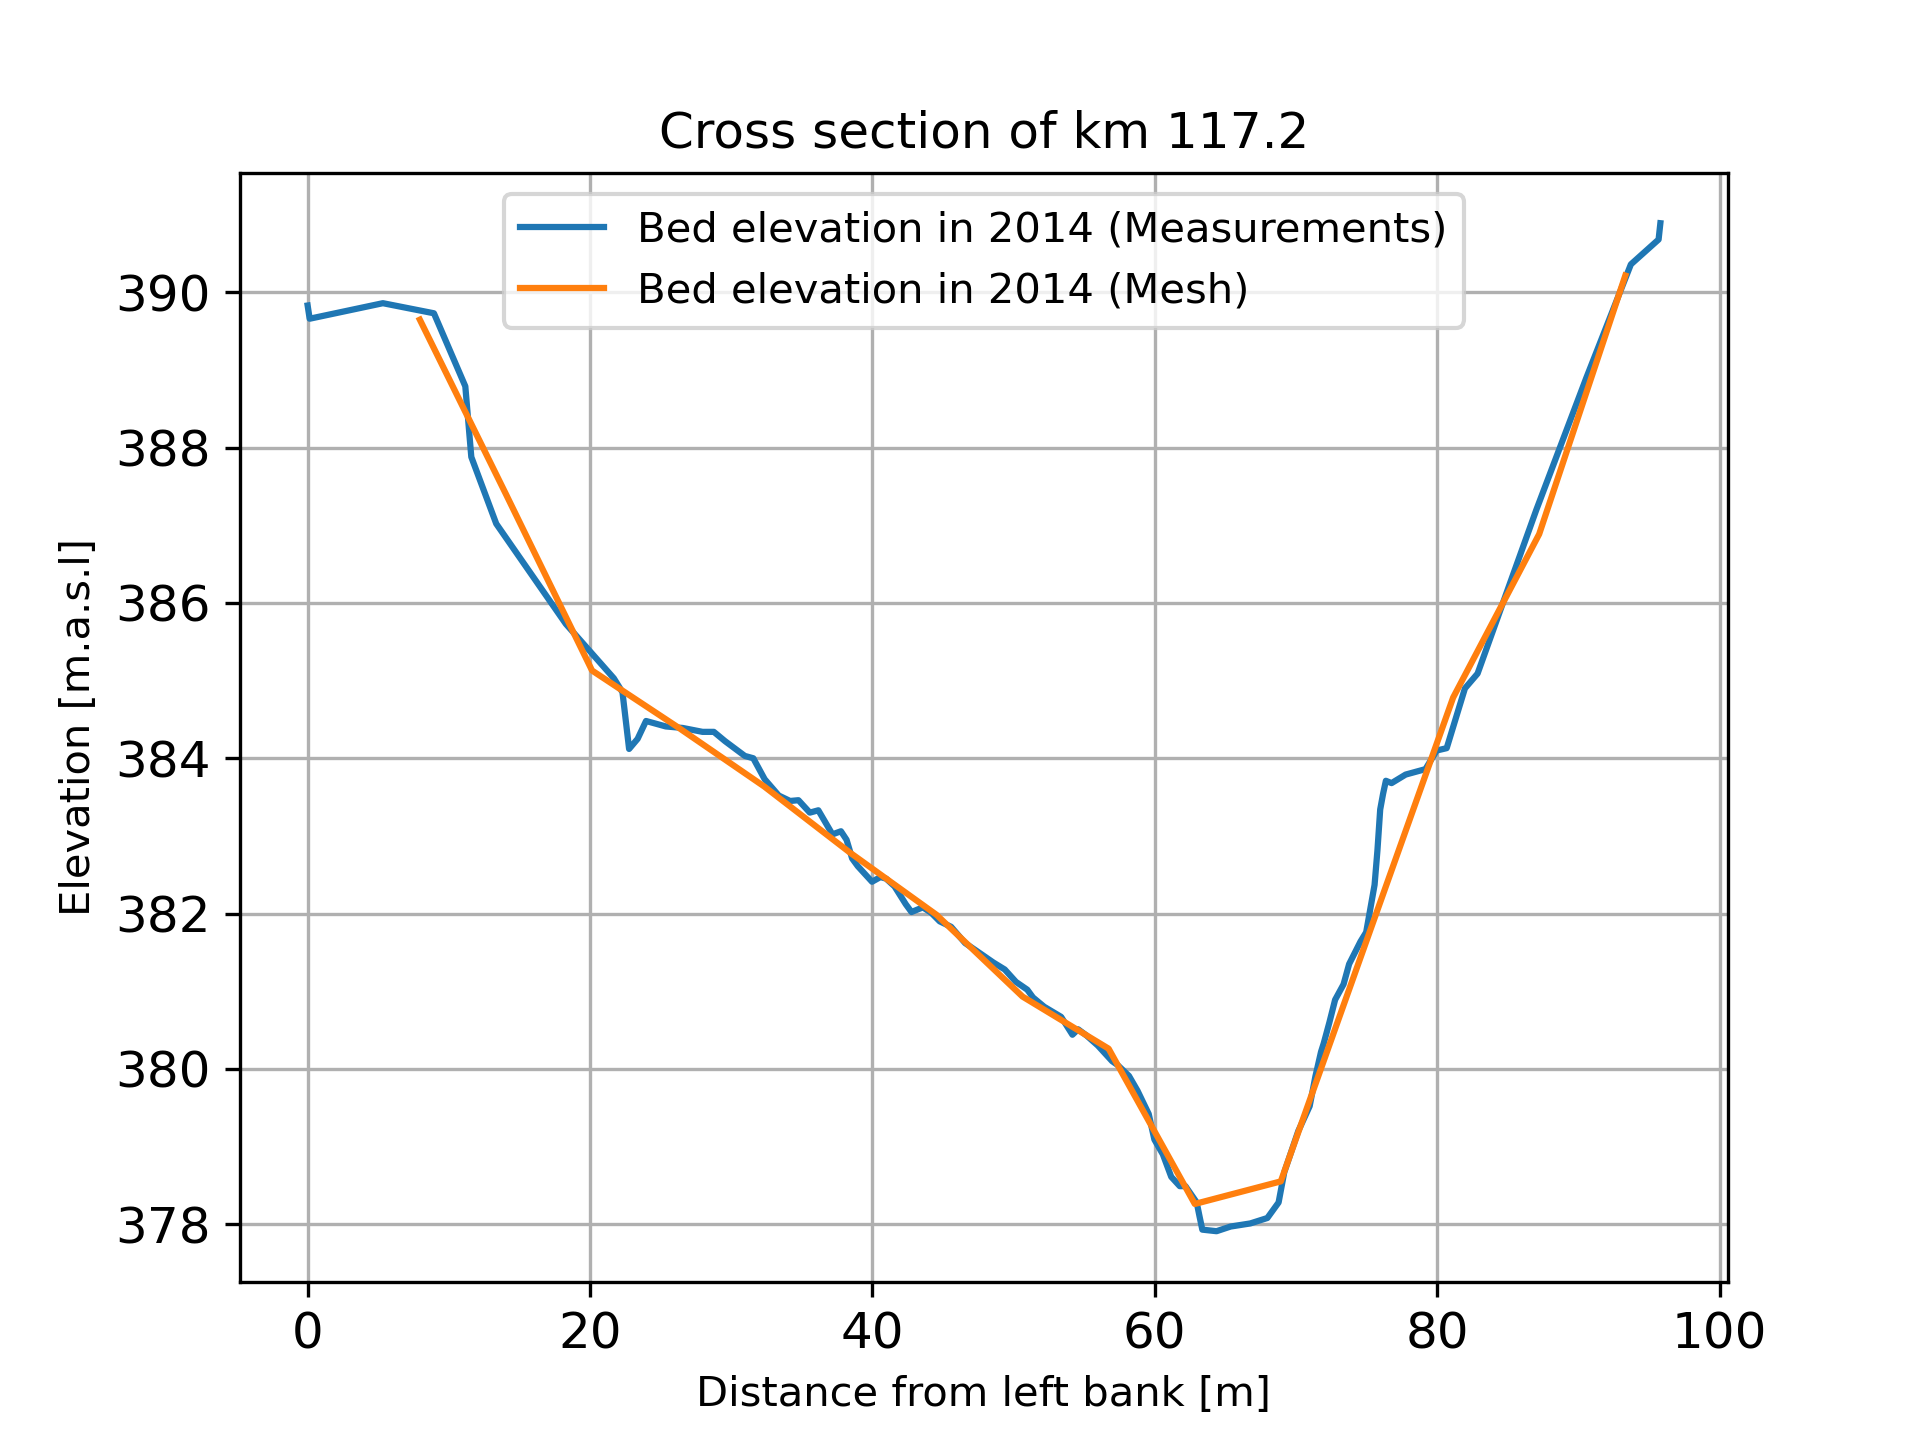 Cross section of km 117.2
Bed elevation in 2014 (Measurements)
Bed elevation in 2014 (Mesh)
390
388
386
384
382
380
378
Elevation [m.a.s.l]
0 20 40 60 80 100
Distance from left bank [m]